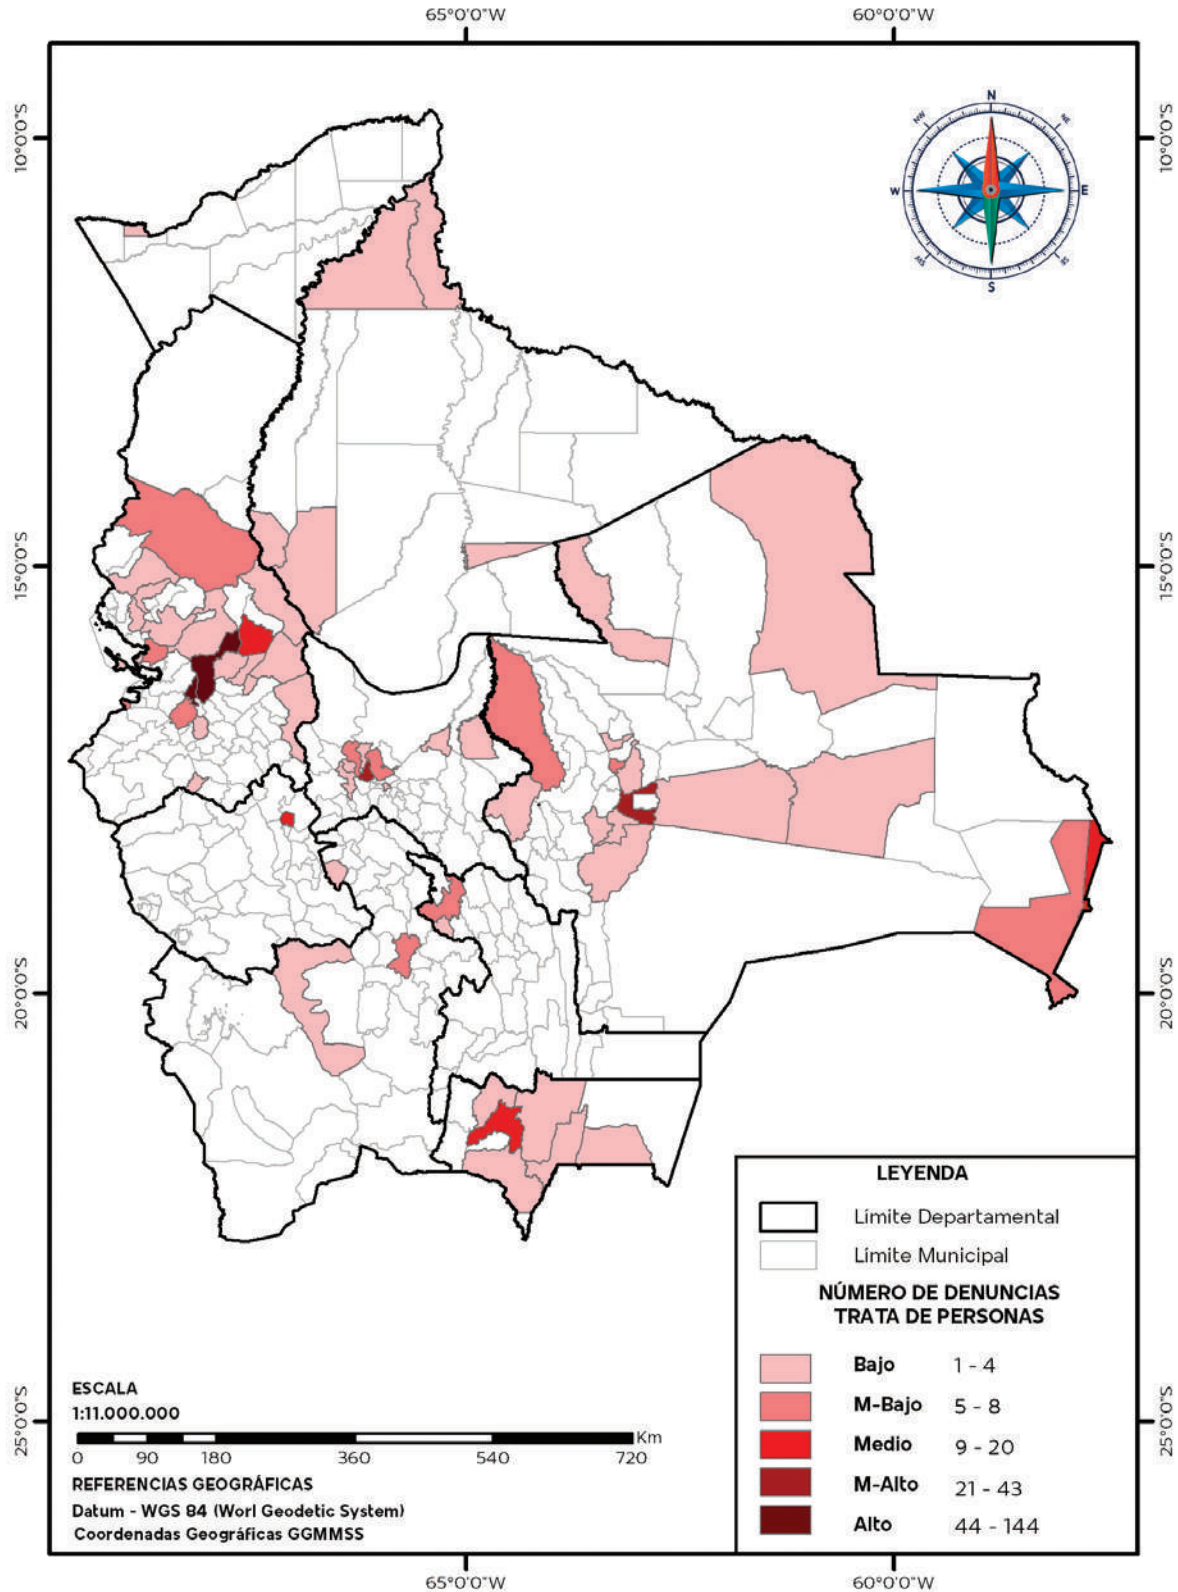 65°0'0"W 60°0'0"W
10°0'0"S 10°0'0"S
N
NW NE
W E
SW SE
S
15°0'0"S 15°0'0"S
20°0'0"S 20°0'0"S
25°0'0"S 25°0'0"S
LEYENDA
Límite Departamental
Límite Municipal
NÚMERO DE DENUNCIAS
TRATA DE PERSONAS
Bajo 1 - 4
M-Bajo 5 - 8
Medio 9 - 20
M-Alto 21 - 43
Alto 44 - 144
ESCALA
1:11.000.000
Km
0 90 180 360 540 720
REFERENCIAS GEOGRÁFICAS
Datum - WGS 84 (Worl Geodetic System)
Coordenadas Geográficas GGMMSS
65°0'0"W 60°0'0"W